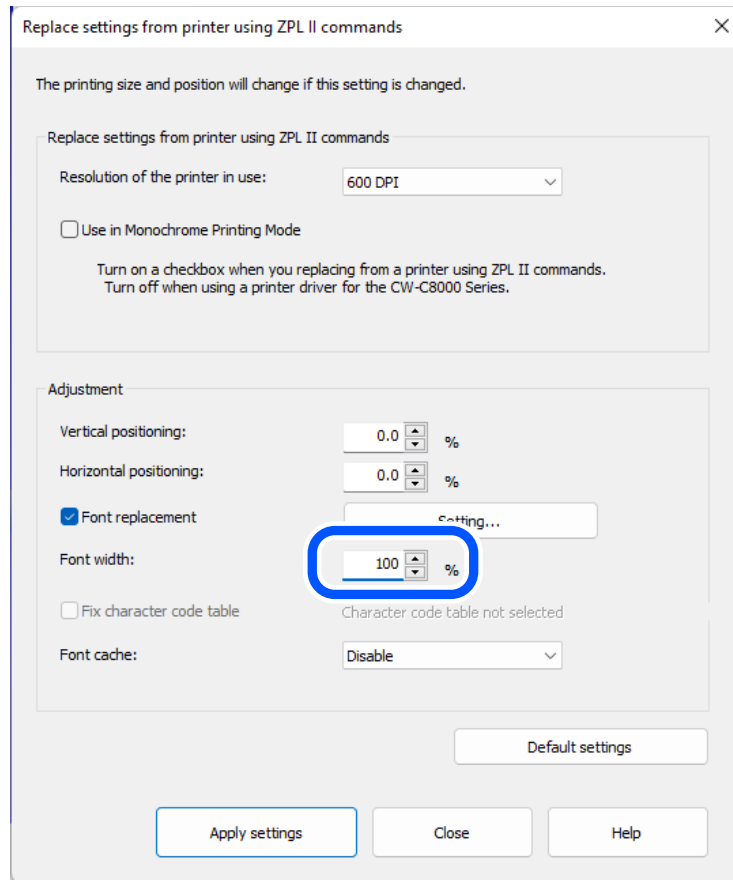 Replace settings from printer using ZPL II commands
The printing size and position will change if this setting is changed.
Replace settings from printer using ZPL II commands
Resolution of the printer in use: 600 DPI
Use in Monochrome Printing Mode
Turn on a checkbox when you replacing from a printer using ZPL II commands.
Turn off when using a printer driver for the CW-C8000 Series.
Adjustment
Vertical positioning: 0.0 %
Horizontal positioning: 0.0 %
Font replacement Setting...
Font width: 100 %
Fix character code table Character code table not selected
Font cache: Disable
Default settings
Apply settings Close Help